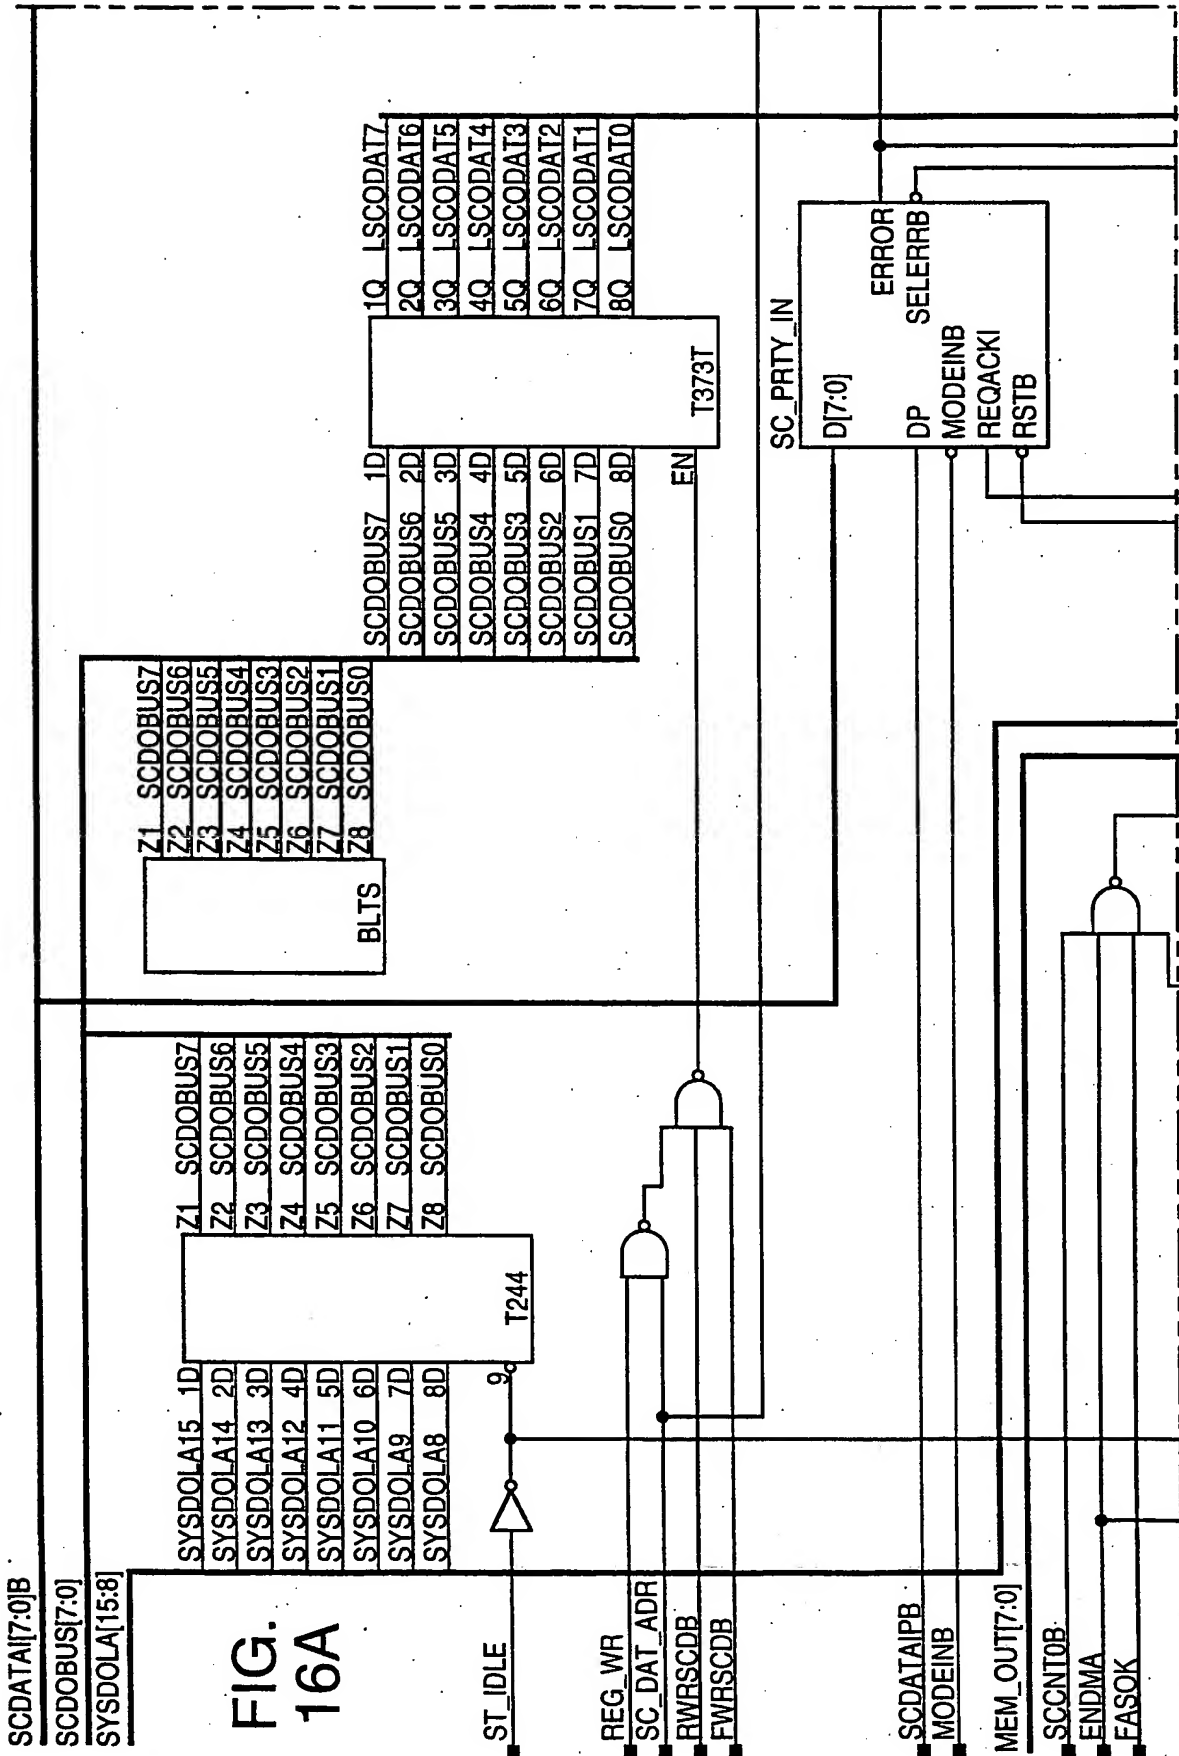 SCDATAI[7:0]B
SCDOBUS[7:0]
SYSDOLA[15:8]
FIG.
16A
SYSDOLA15 1D
SYSDOLA14 2D
SYSDOLA13 3D
SYSDOLA12 4D
SYSDOLA11 5D
SYSDOLA10 6D
SYSDOLA9 7D
SYSDOLA8 8D
9
T244
Z1 SCDOBUS7
Z2 SCDOBUS6
Z3 SCDOBUS5
Z4 SCDOBUS4
Z5 SCDOBUS3
Z6 SCDOBUS2
Z7 SCDOBUS1
Z8 SCDOBUS0
BLTS
Z1 SCDOBUS7
Z2 SCDOBUS6
Z3 SCDOBUS5
Z4 SCDOBUS4
Z5 SCDOBUS3
Z6 SCDOBUS2
Z7 SCDOBUS1
Z8 SCDOBUS0
SCDOBUS7 1D
SCDOBUS6 2D
SCDOBUS5 3D
SCDOBUS4 4D
SCDOBUS3 5D
SCDOBUS2 6D
SCDOBUS1 7D
SCDOBUS0 8D
EN
T373T
1Q LSCODAT7
2Q LSCODAT6
3Q LSCODAT5
4Q LSCODAT4
5Q LSCODAT3
6Q LSCODAT2
7Q LSCODAT1
8Q LSCODAT0
ST_IDLE
REG_WR
SC_DAT_ADR
RWRSCDB
FWRSCDB
SC_PRTY_IN
D[7:0]
DP
MODEINB
REQACKI
RSTB
ERROR
SELERRB
SCDATAIPB
MODEINB
MEM_OUT[7:0]
SCCNT0B
ENDMA
FASOK